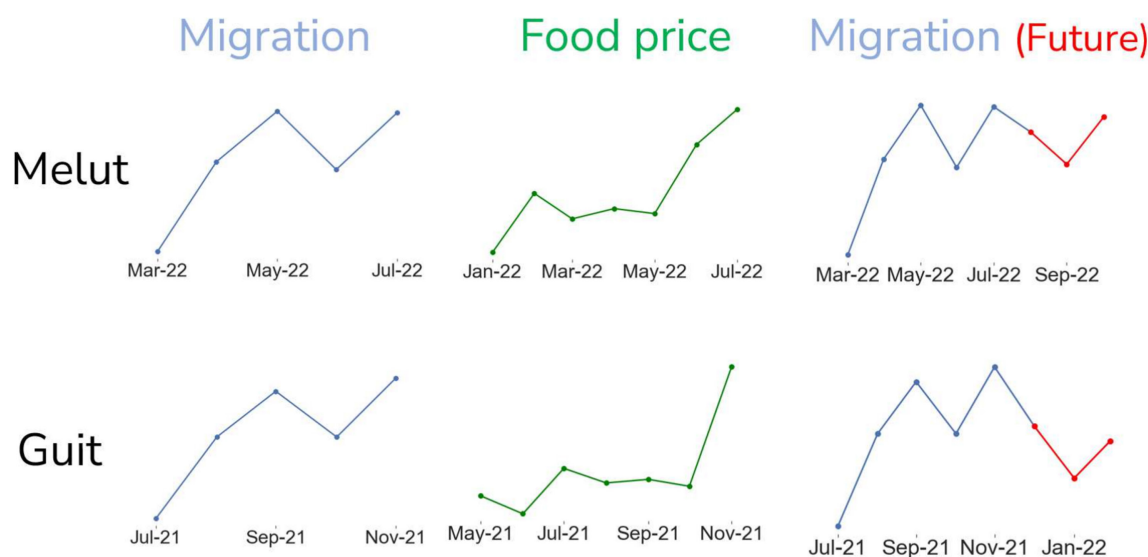 Migration
Food price
Migration (Future)
Melut
Mar-22 May-22 Jul-22
Jan-22 Mar-22 May-22 Jul-22
Mar-22 May-22 Jul-22 Sep-22
Guit
Jul-21 Sep-21 Nov-21
May-21 Jul-21 Sep-21 Nov-21
Jul-21 Sep-21 Nov-21 Jan-22